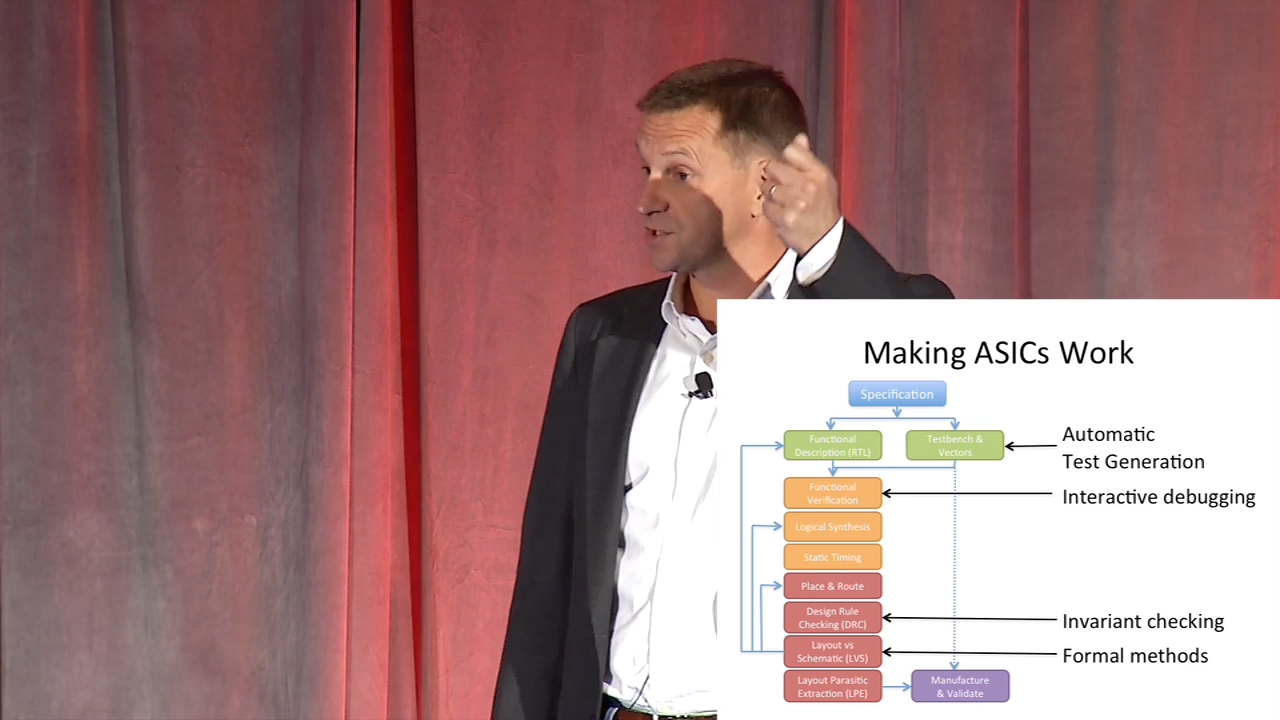 Making ASICs Work
Specification
Functional
Description (RTL)
Testbench &
Vectors
Automatic
Test Generation
Functional
Verification
Interactive debugging
Logical Synthesis
Static Timing
Place & Route
Design Rule
Checking (DRC)
Invariant checking
Layout vs
Schematic (LVS)
Formal methods
Layout Parasitic
Extraction (LPE)
Manufacture
& Validate